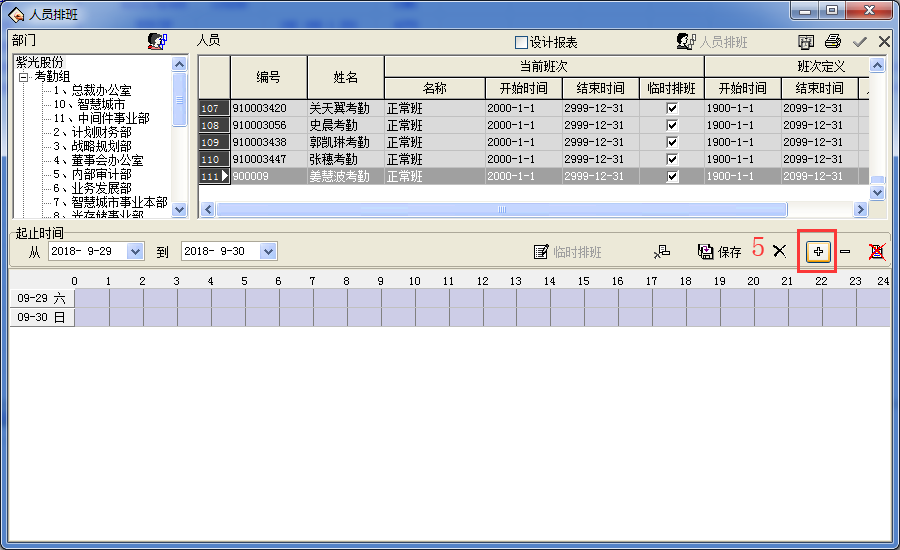 人员排班
部门
人员
设计报表
人员排班
紫光股份
考勤组
1、总裁办公室
10、智慧城市
11、中间件事业部
2、计划财务部
3、战略规划部
4、董事会办公室
5、内部审计部
6、业务发展部
7、智慧城市事业本部
8、光存储事业部
编号 姓名 当前班次 班次定义
名称 开始时间 结束时间 临时排班 开始时间 结束时间
107 910003420 关天翼考勤 正常班 2000-1-1 2999-12-31 1900-1-1 2099-12-31
108 910003056 史晨考勤 正常班 2000-1-1 2999-12-31 1900-1-1 2099-12-31
109 910003438 郭凯琳考勤 正常班 2000-1-1 2999-12-31 1900-1-1 2099-12-31
110 910003447 张穗考勤 正常班 2000-1-1 2999-12-31 1900-1-1 2099-12-31
111 900009 姜慧波考勤 正常班 2000-1-1 2999-12-31 1900-1-1 2099-12-31
起止时间
从 2018- 9-29 到 2018- 9-30 临时排班 保存 5
0 1 2 3 4 5 6 7 8 9 10 11 12 13 14 15 16 17 18 19 20 21 22 23 24
09-29 六
09-30 日